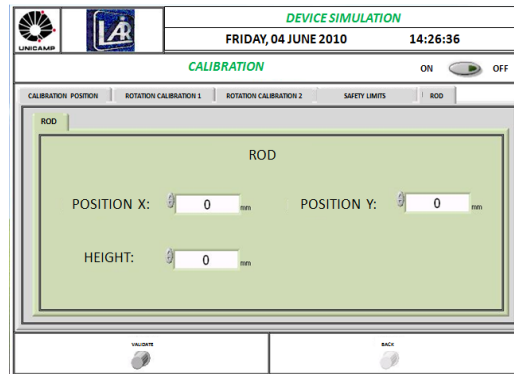 DEVICE SIMULATION
UNICAMP
LAR
FRIDAY, 04 JUNE 2010 14:26:36
CALIBRATION ON OFF
CALIBRATION POSITION ROTATION CALIBRATION 1 ROTATION CALIBRATION 2 SAFETY LIMITS ROD
ROD
ROD
POSITION X: 0 mm POSITION Y: 0 mm
HEIGHT: 0 mm
VALIDATE BACK